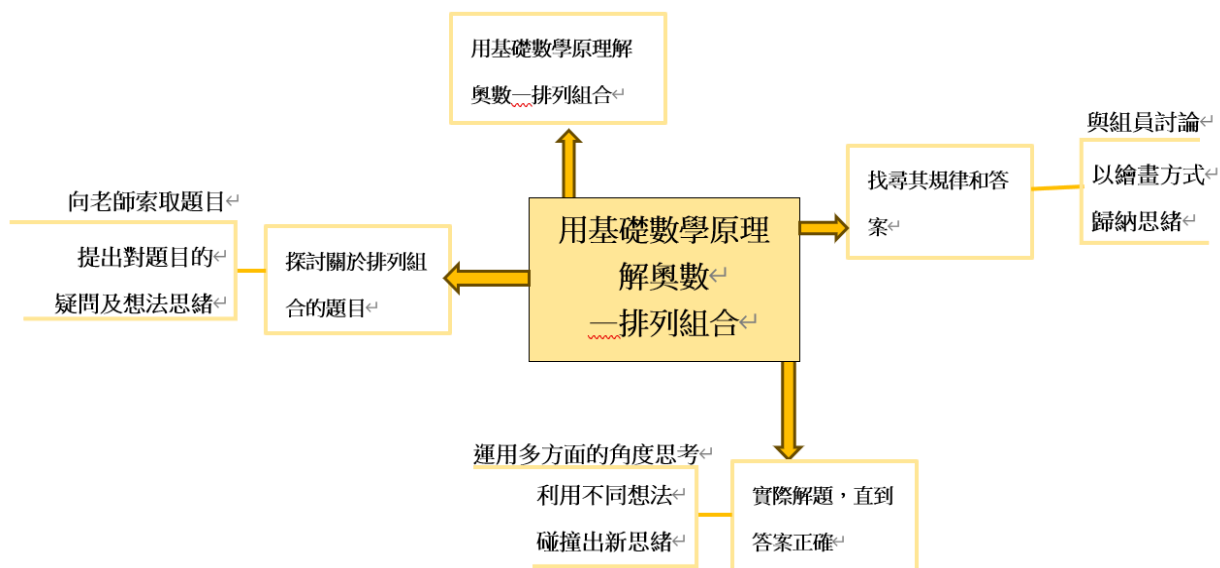 用基礎數學原理解
奧數—排列組合
與組員討論
以繪畫方式
歸納思緒
找尋其規律和答
案
向老師索取題目
提出對題目的
疑問及想法思緒
探討關於排列組
合的題目
用基礎數學原理
解奧數
—排列組合
運用多方面的角度思考
利用不同想法
碰撞出新思緒
實際解題，直到
答案正確